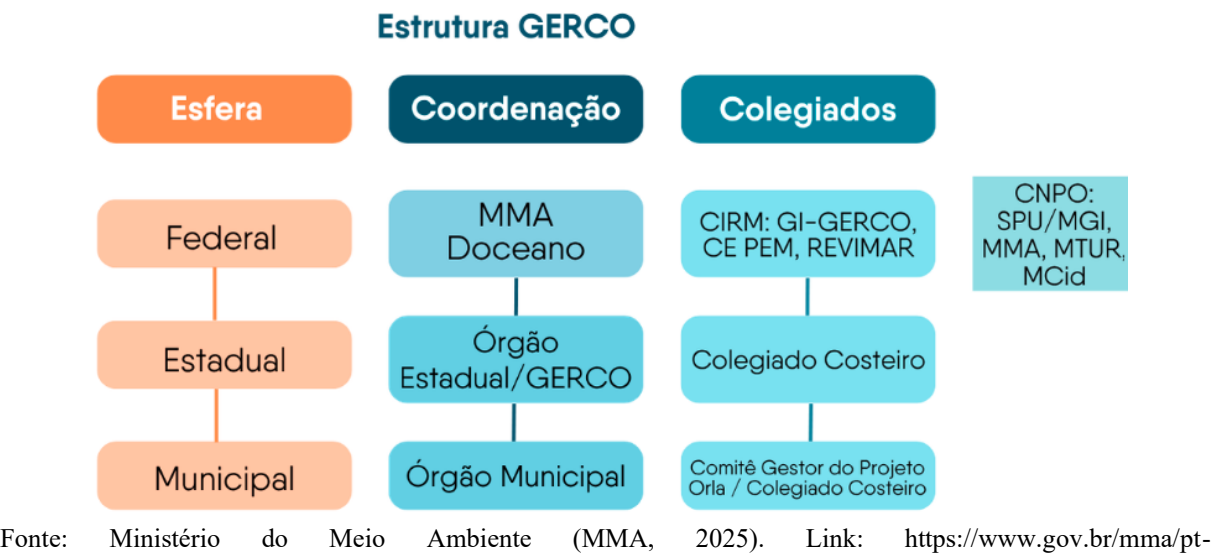 Estrutura GERCO
Esfera
Coordenação
Colegiados
Federal
MMA
Doceano
CIRM: GI-GERCO,
CE PEM, REVIMAR
CNPO:
SPU/MGI,
MMA, MTUR,
MCid
Estadual
Órgão
Estadual/GERCO
Colegiado Costeiro
Municipal
Órgão Municipal
Comitê Gestor do Projeto
Orla / Colegiado Costeiro
Fonte: Ministério do Meio Ambiente (MMA, 2025). Link: https://www.gov.br/mma/pt-